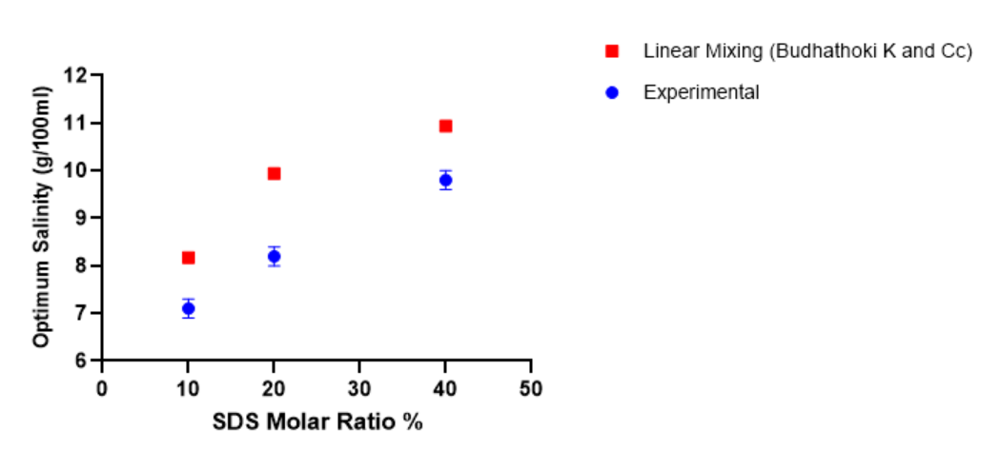 Linear Mixing (Budhathoki K and Cc)
Experimental
Optimum Salinity (g/100ml)
12
11
10
9
8
7
6
0 10 20 30 40 50
SDS Molar Ratio %